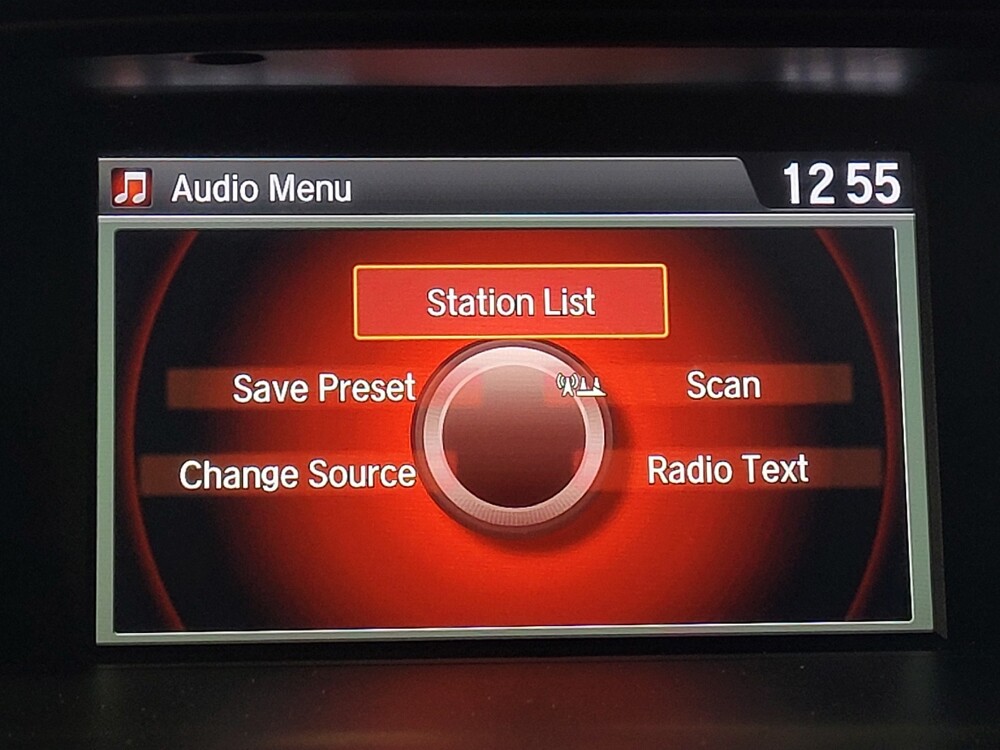 Audio Menu
12 55
Station List
Save Preset
Scan
Change Source
Radio Text